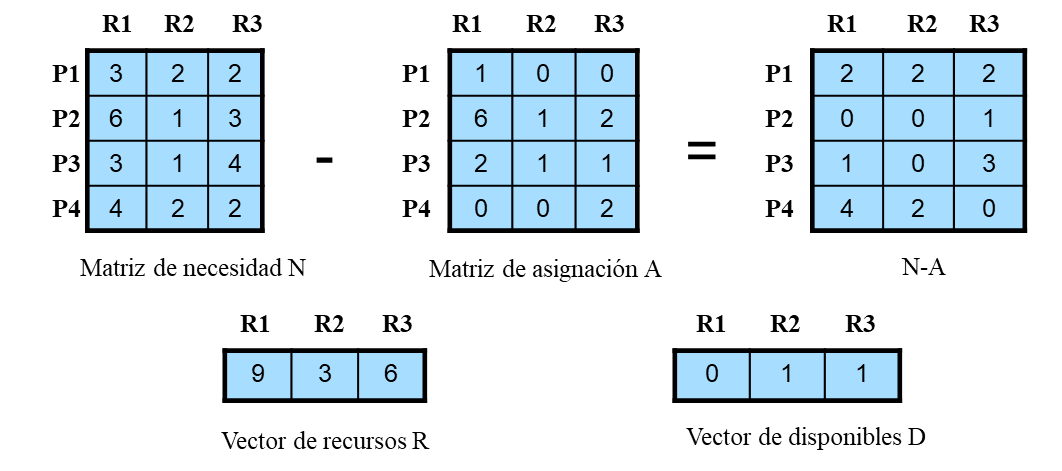 R1 R2 R3 R1 R2 R3 R1 R2 R3
P1 3 2 2 P1 1 0 0 P1 2 2 2
P2 6 1 3 P2 6 1 2 P2 0 0 1
- =
P3 3 1 4 P3 2 1 1 P3 1 0 3
P4 4 2 2 P4 0 0 2 P4 4 2 0
Matriz de necesidad N Matriz de asignación A N-A
R1 R2 R3 R1 R2 R3
9 3 6 0 1 1
Vector de recursos R Vector de disponibles D